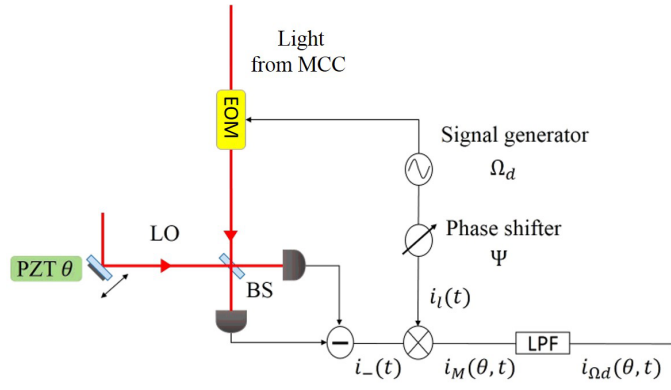 Light
from MCC
EOM
Signal generator
Ω_d
Phase shifter
Ψ
LO
PZT θ
BS
i_l(t)
LPF
i_−(t)
i_M(θ, t)
i_Ωd(θ, t)